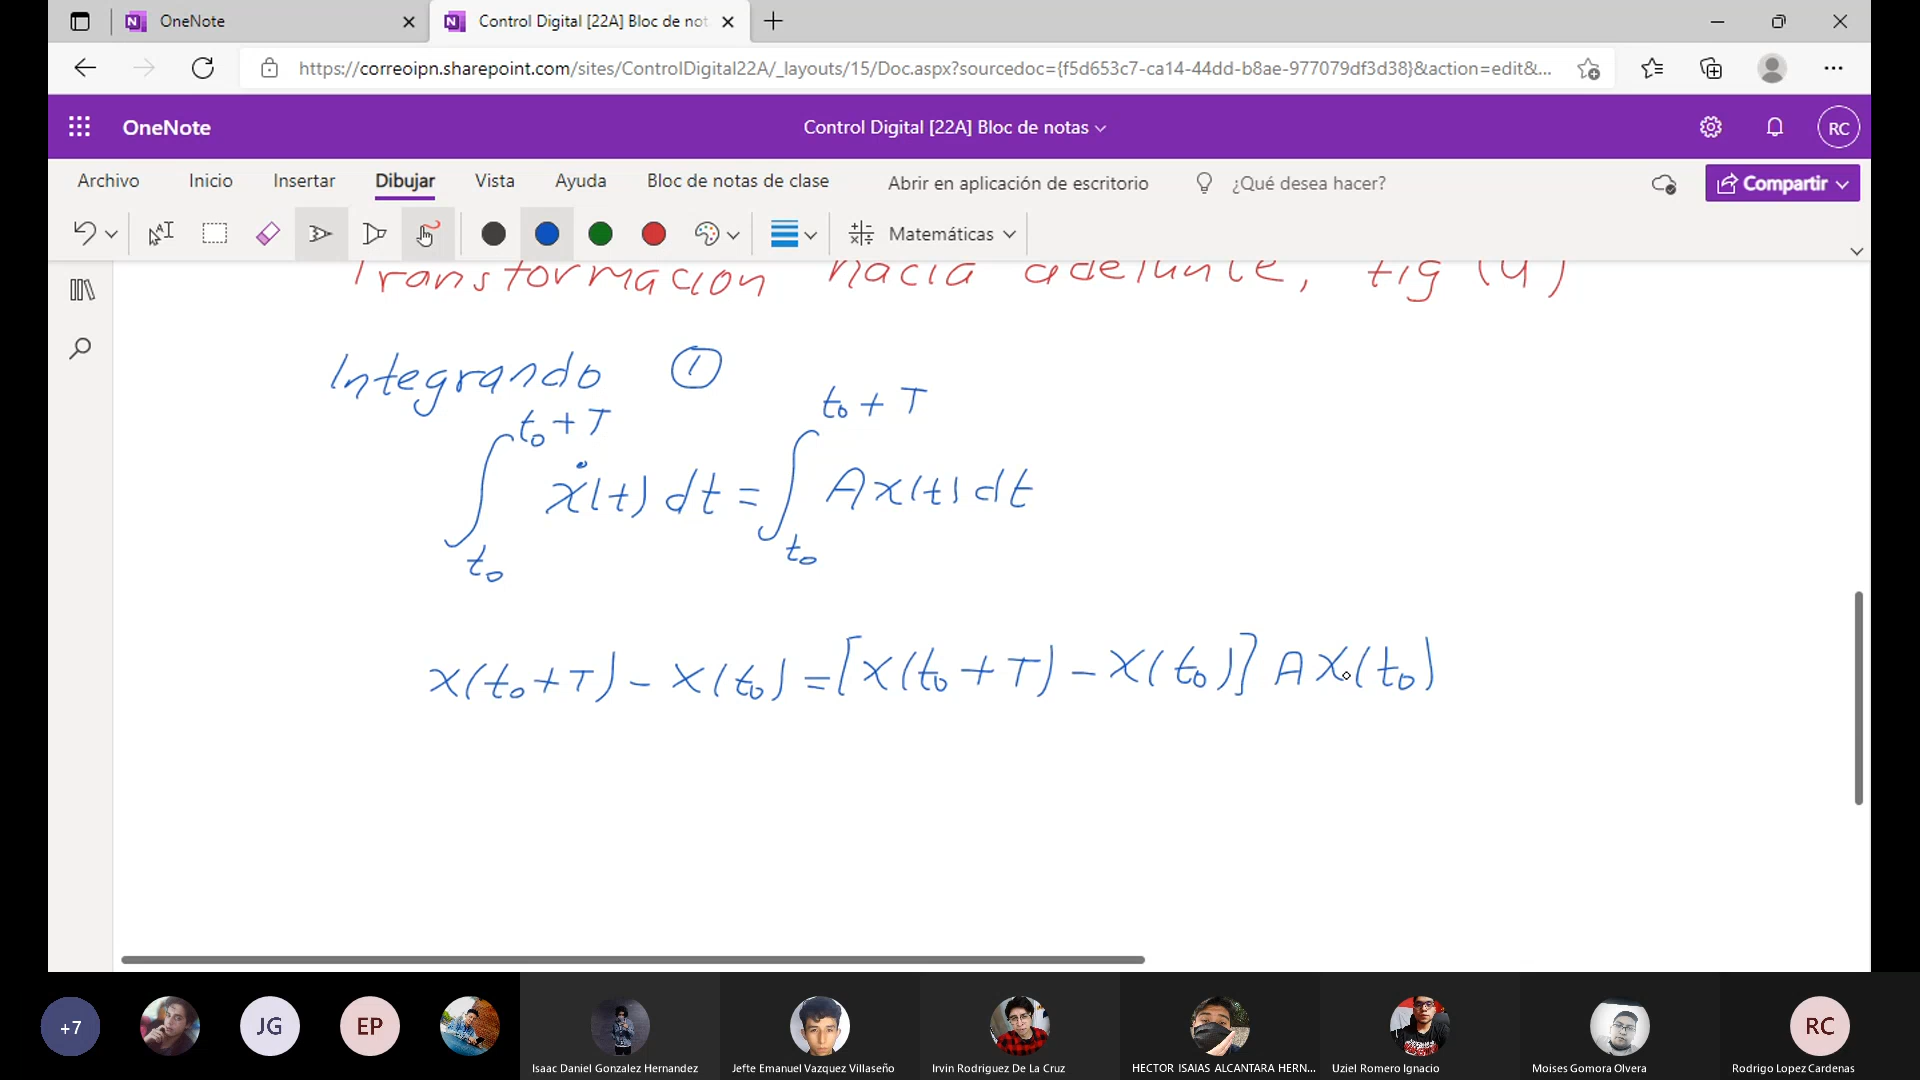 OneNote
Control Digital [22A] Bloc de not
https://correoipn.sharepoint.com/sites/ControlDigital22A/_layouts/15/Doc.aspx?sourcedoc={f5d653c7-ca14-44dd-b8ae-977079df3d38}&action=edit&...
OneNote
Control Digital [22A] Bloc de notas
RC
Archivo Inicio Insertar Dibujar Vista Ayuda Bloc de notas de clase Abrir en aplicación de escritorio ¿Qué desea hacer? Compartir
Matemáticas
Transformacion hacia adelante, fig (4)
Integrando ①
∫_{t₀}^{t₀+T} ẋ(t) dt = ∫_{t₀}^{t₀+T} A x(t) dt
x(t₀+T) - x(t₀) = [x(t₀+T) - x(t₀)] A x(t₀)
+7
JG
EP
RC
Isaac Daniel Gonzalez Hernandez
Jefte Emanuel Vazquez Villaseño
Irvin Rodriguez De La Cruz
HECTOR ISAIAS ALCANTARA HERN...
Uziel Romero Ignacio
Moises Gomora Olvera
Rodrigo Lopez Cardenas